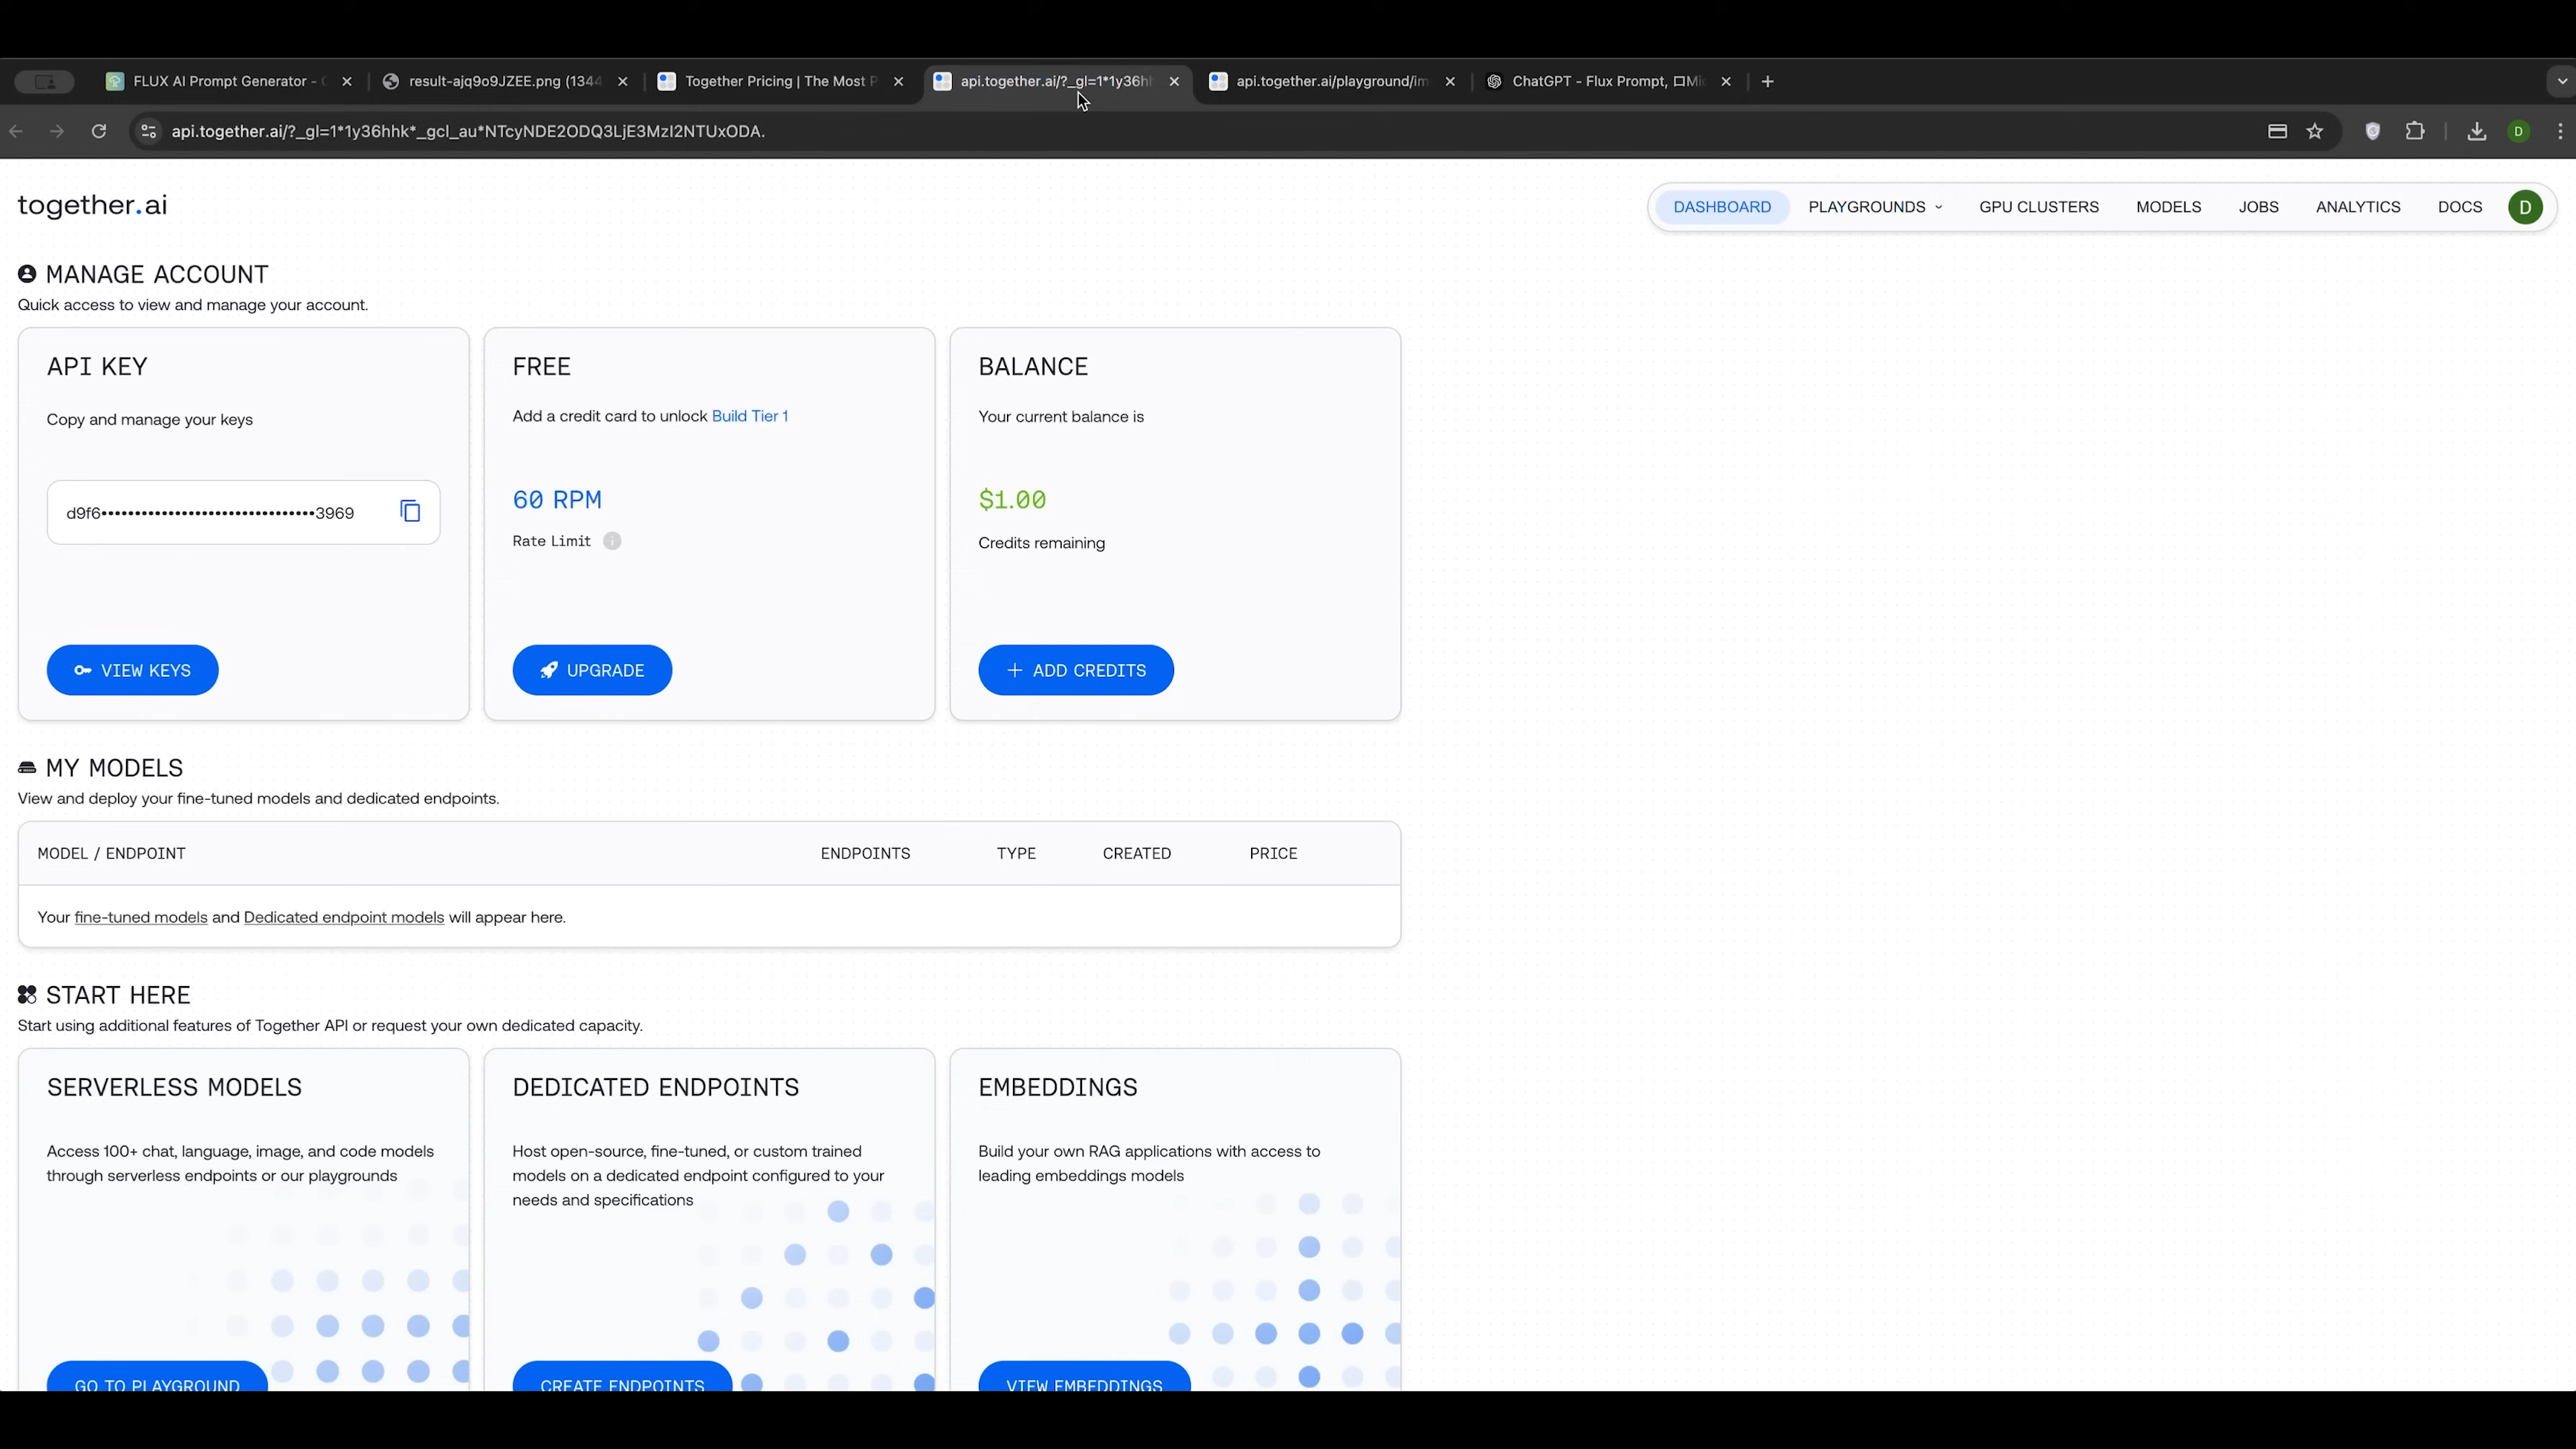 FLUX AI Prompt Generator -
result-ajq9o9JZEE.png (1344
Together Pricing | The Most P
api.together.ai/?_gl=1*1y36hh
api.together.ai/playground/im
ChatGPT - Flux Prompt,
api.together.ai/?_gl=1*1y36hhk*_gcl_au*NTcyNDE2ODQ3LjE3MzI2NTUxODA.
D
together.ai
DASHBOARD
PLAYGROUNDS
GPU CLUSTERS
MODELS
JOBS
ANALYTICS
DOCS
D
MANAGE ACCOUNT
Quick access to view and manage your account.
API KEY
Copy and manage your keys
d9f6••••••••••••••••••••••••••••••••3969
VIEW KEYS
FREE
Add a credit card to unlock Build Tier 1
60 RPM
Rate Limit
UPGRADE
BALANCE
Your current balance is
$1.00
Credits remaining
+ ADD CREDITS
MY MODELS
View and deploy your fine-tuned models and dedicated endpoints.
MODEL / ENDPOINT
ENDPOINTS
TYPE
CREATED
PRICE
Your fine-tuned models and Dedicated endpoint models will appear here.
START HERE
Start using additional features of Together API or request your own dedicated capacity.
SERVERLESS MODELS
Access 100+ chat, language, image, and code models
through serverless endpoints or our playgrounds
GO TO PLAYGROUND
DEDICATED ENDPOINTS
Host open-source, fine-tuned, or custom trained
models on a dedicated endpoint configured to your
needs and specifications
CREATE ENDPOINTS
EMBEDDINGS
Build your own RAG applications with access to
leading embeddings models
VIEW EMBEDDINGS